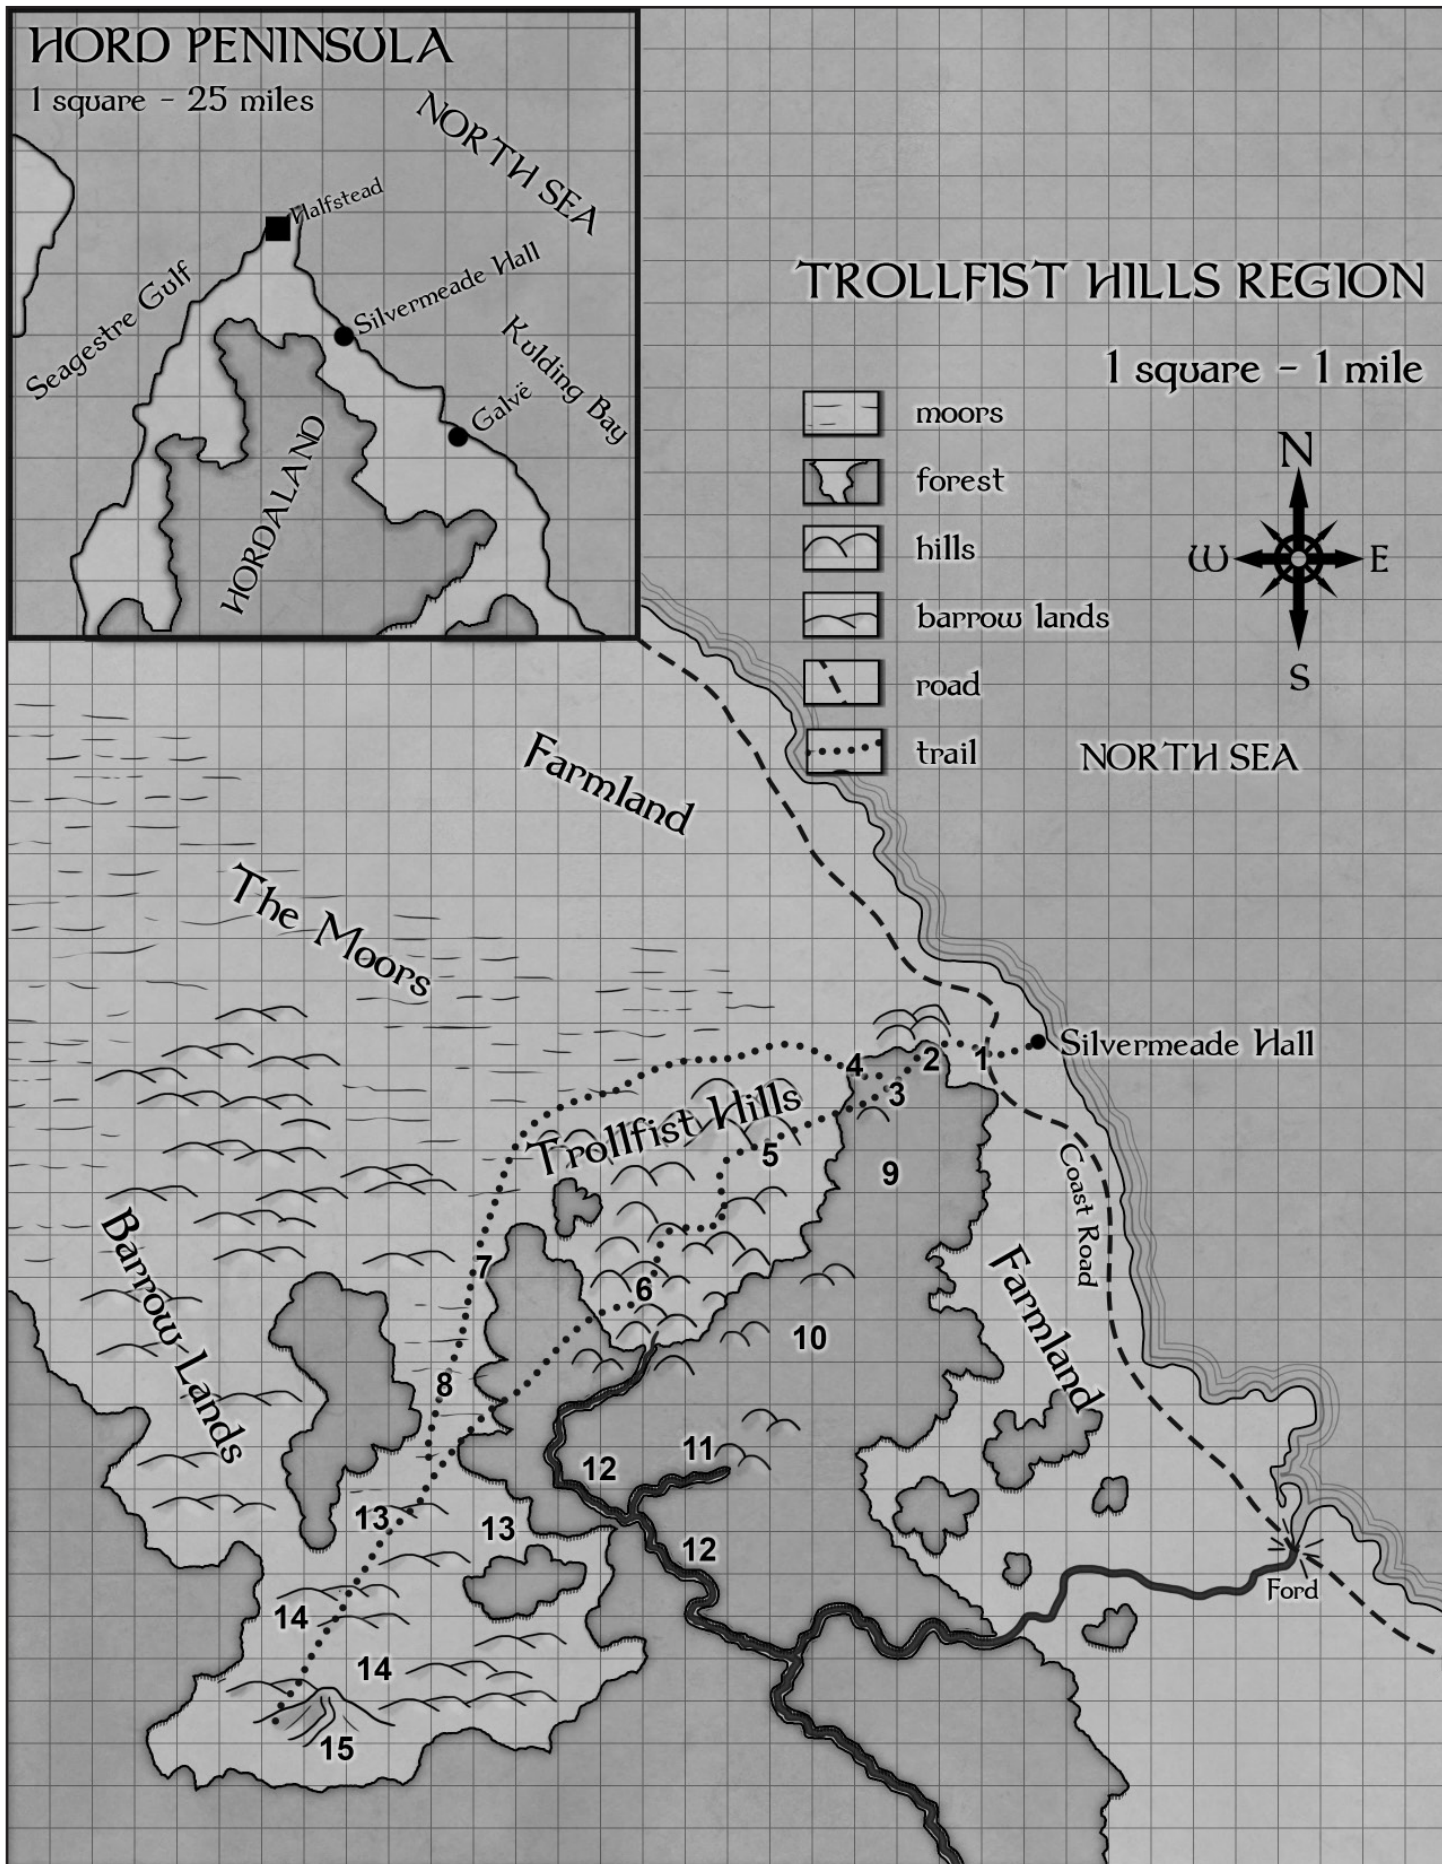 HORD PENINSULA
1 square - 25 miles
NORTH SEA
Halfstead
Seagestre Gulf
Silvermeade Hall
Kulding Bay
Galvë
HORDALAND
TROLLFIST HILLS REGION
1 square - 1 mile
moors
forest
hills
barrow lands
road
trail
N
W
E
S
NORTH SEA
Farmland
The Moors
Silvermeade Hall
1
2
3
4
Trollfist Hills
5
6
7
8
9
10
11
12
12
13
13
14
14
15
Coast Road
Farmland
Barrow-Lands
Ford